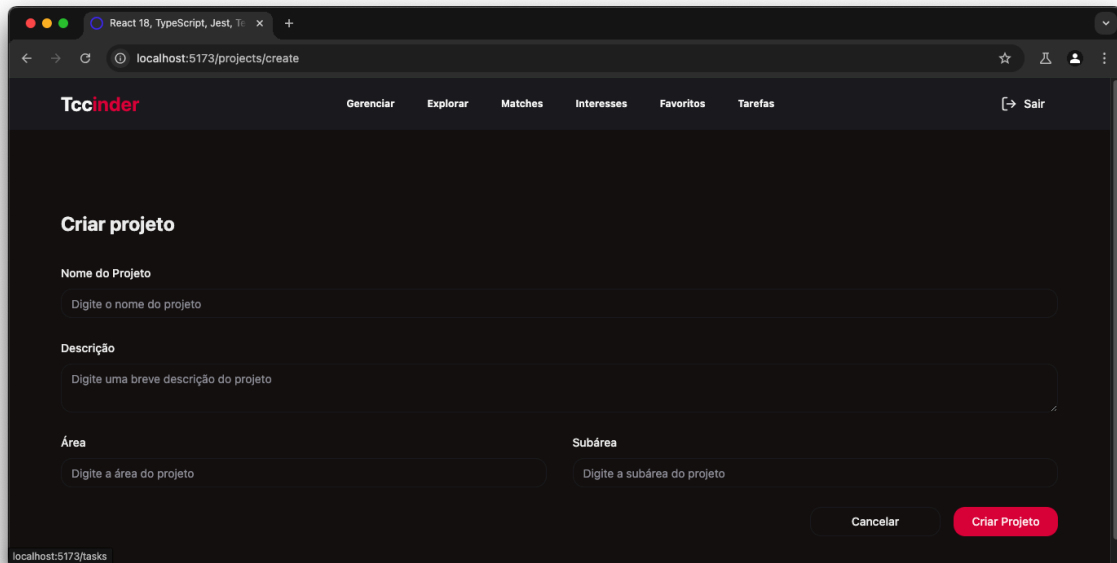 React 18, TypeScript, Jest, Te
localhost:5173/projects/create
Tccinder Gerenciar Explorar Matches Interesses Favoritos Tarefas Sair
Criar projeto
Nome do Projeto
Digite o nome do projeto
Descrição
Digite uma breve descrição do projeto
Área Subárea
Digite a área do projeto Digite a subárea do projeto
Cancelar Criar Projeto
localhost:5173/tasks